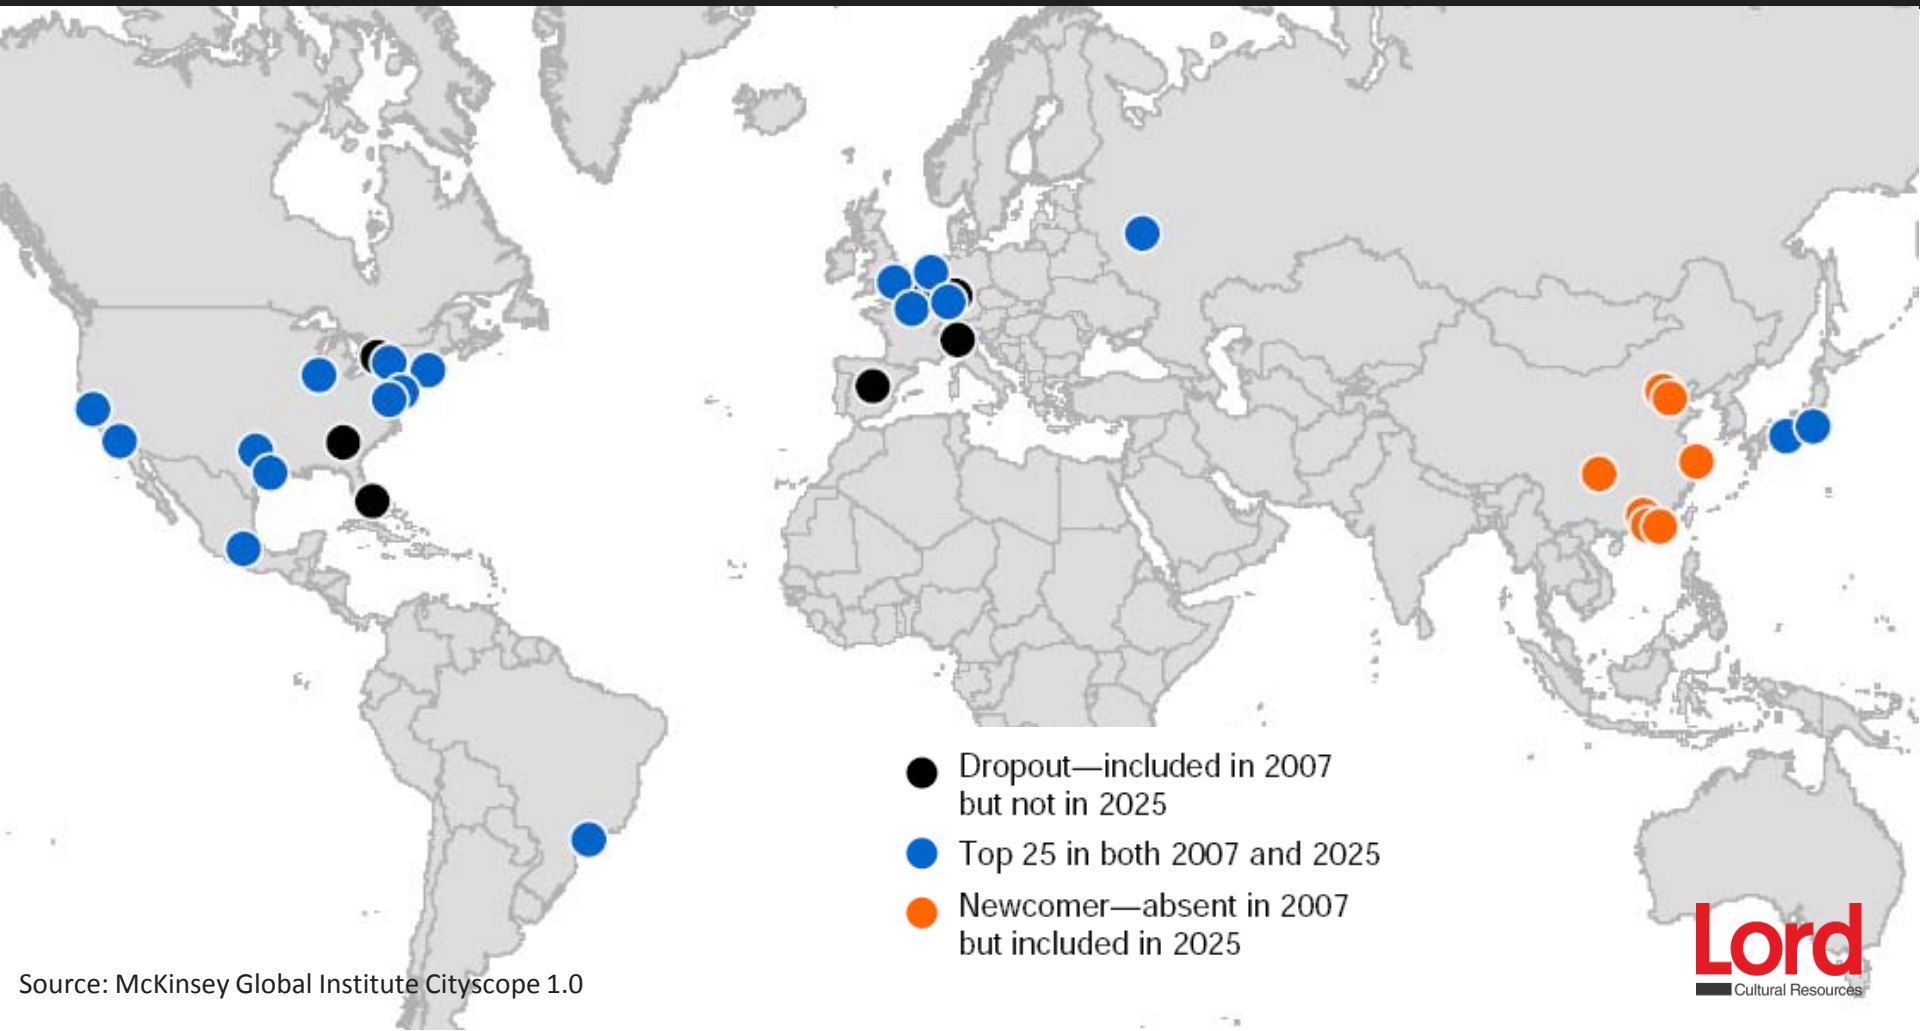 Dropout—included in 2007
but not in 2025
Top 25 in both 2007 and 2025
Newcomer—absent in 2007
but included in 2025
Source: McKinsey Global Institute Cityscope 1.0
Lord
Cultural Resources